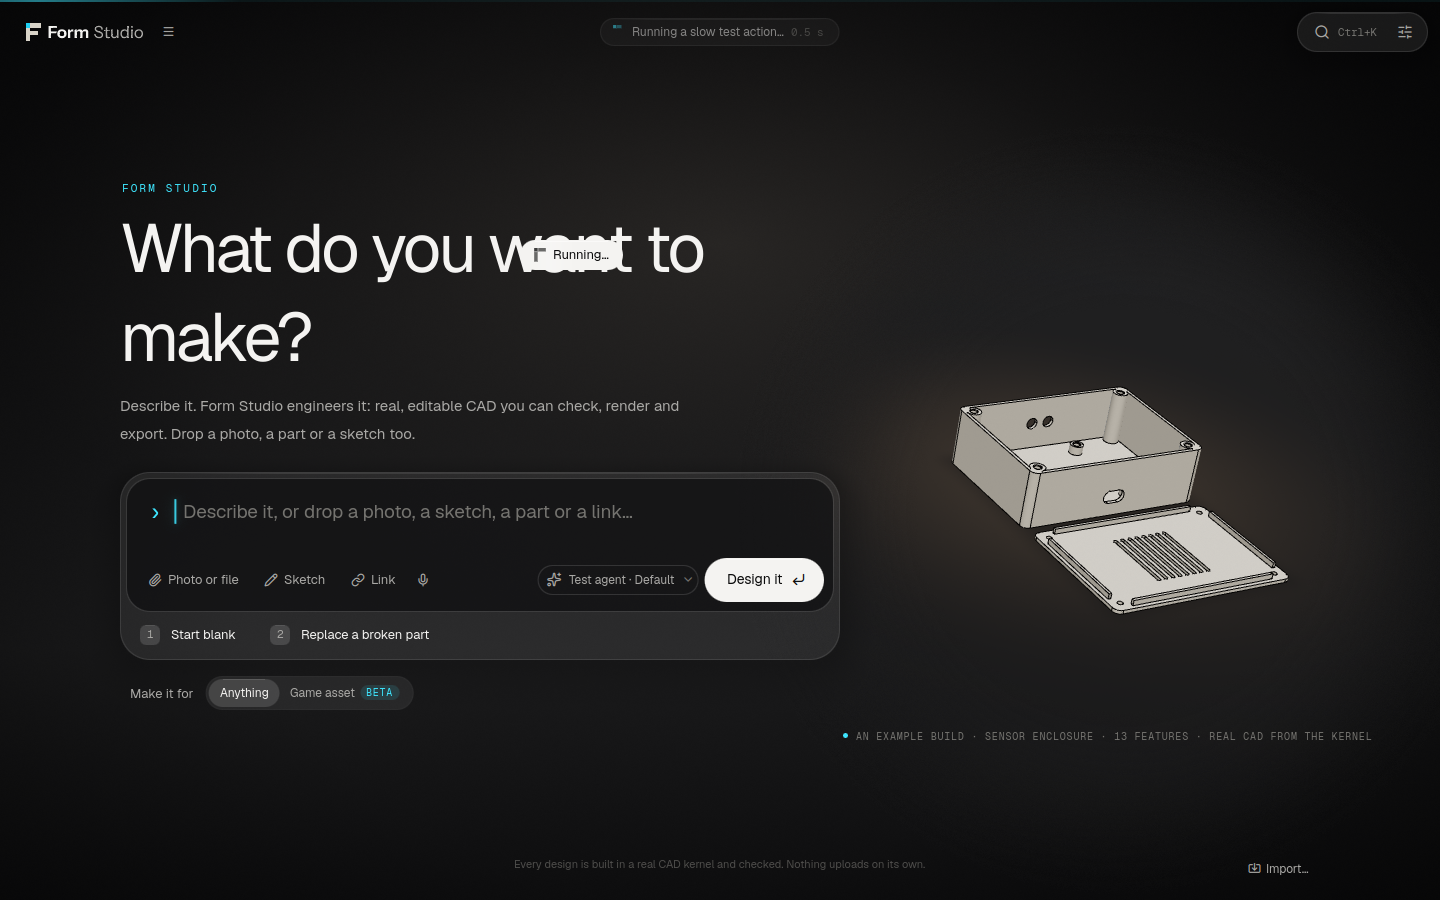 Form Studio
Running a slow test action... 0.5 s
Ctrl+K
FORM STUDIO
What do you want to
Running...
make?
Describe it. Form Studio engineers it: real, editable CAD you can check, render and
export. Drop a photo, a part or a sketch too.
› Describe it, or drop a photo, a sketch, a part or a link...
Photo or file
Sketch
Link
Test agent · Default
Design it
1 Start blank
2 Replace a broken part
Make it for
Anything
Game asset BETA
AN EXAMPLE BUILD · SENSOR ENCLOSURE · 13 FEATURES · REAL CAD FROM THE KERNEL
Every design is built in a real CAD kernel and checked. Nothing uploads on its own.
Import...